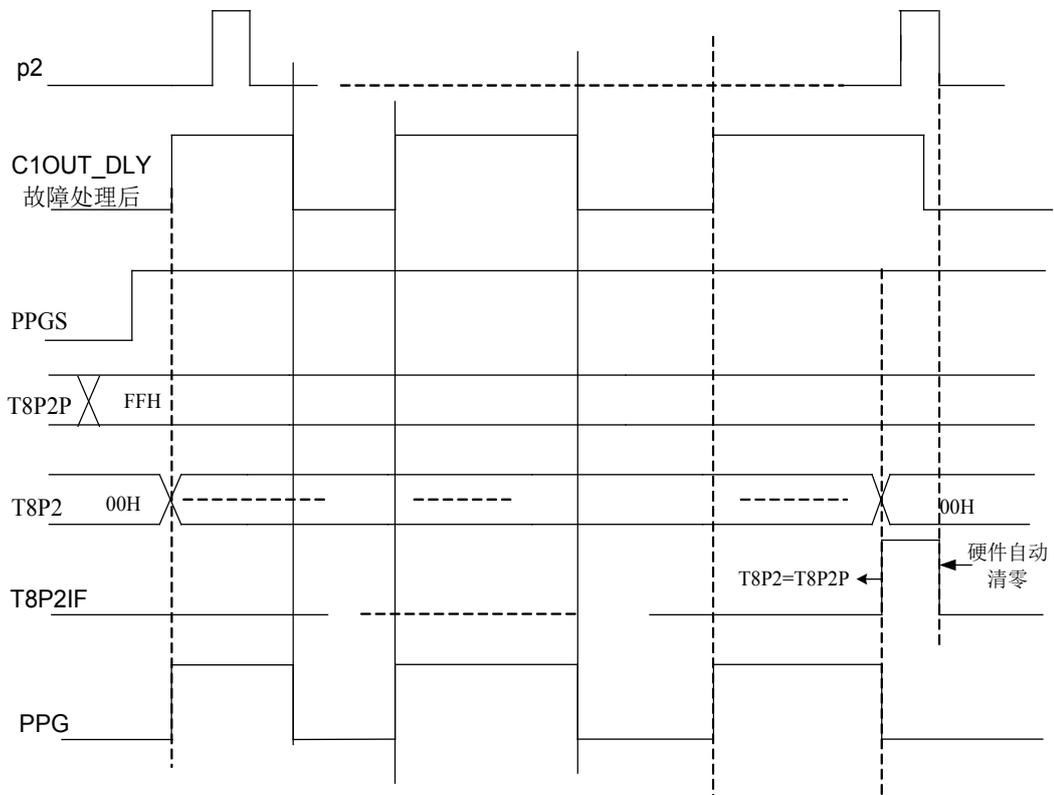 p2
C1OUT_DLY
故障处理后
PPGS
T8P2P
FFH
T8P2
00H
00H
T8P2IF
T8P2=T8P2P
硬件自动
清零
PPG